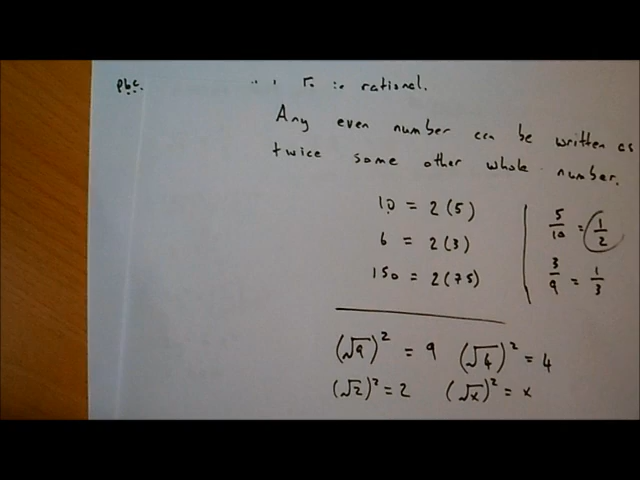 pbc.
rational.
Any even number can be written as
twice some other whole number.
10 = 2(5)
6 = 2(3)
150 = 2(75)
5/10 = 1/2
3/9 = 1/3
(√9)² = 9 (√4)² = 4
(√2)² = 2 (√x)² = x